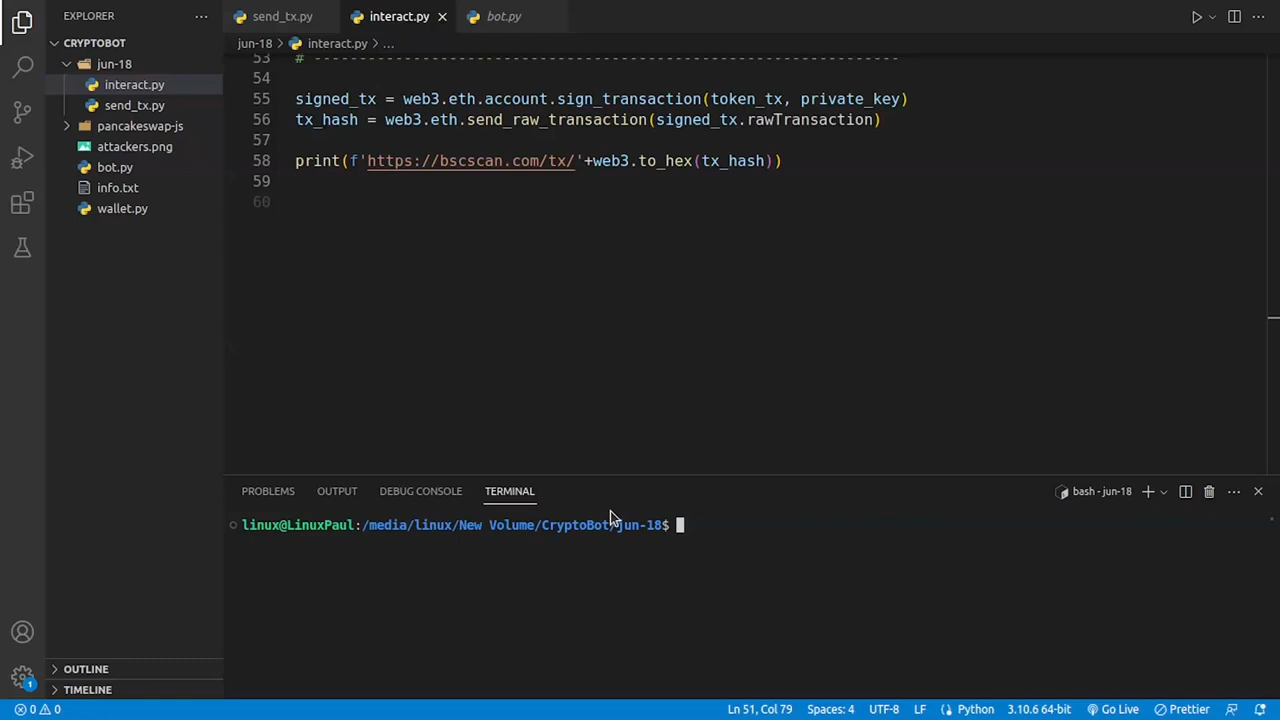 EXPLORER
send_tx.py
interact.py
bot.py
CRYPTOBOT
jun-18
interact.py
send_tx.py
pancakeswap-js
attackers.png
bot.py
info.txt
wallet.py
jun-18 > interact.py > ...
53 # -----------------------------------------------------------------
54
55 signed_tx = web3.eth.account.sign_transaction(token_tx, private_key)
56 tx_hash = web3.eth.send_raw_transaction(signed_tx.rawTransaction)
57
58 print(f'https://bscscan.com/tx/'+web3.to_hex(tx_hash))
59
60
PROBLEMS OUTPUT DEBUG CONSOLE TERMINAL
bash - jun-18
linux@LinuxPaul:/media/linux/New Volume/CryptoBot/jun-18$
OUTLINE
TIMELINE
1
0 0
Ln 51, Col 79 Spaces: 4 UTF-8 LF Python 3.10.6 64-bit Go Live Prettier